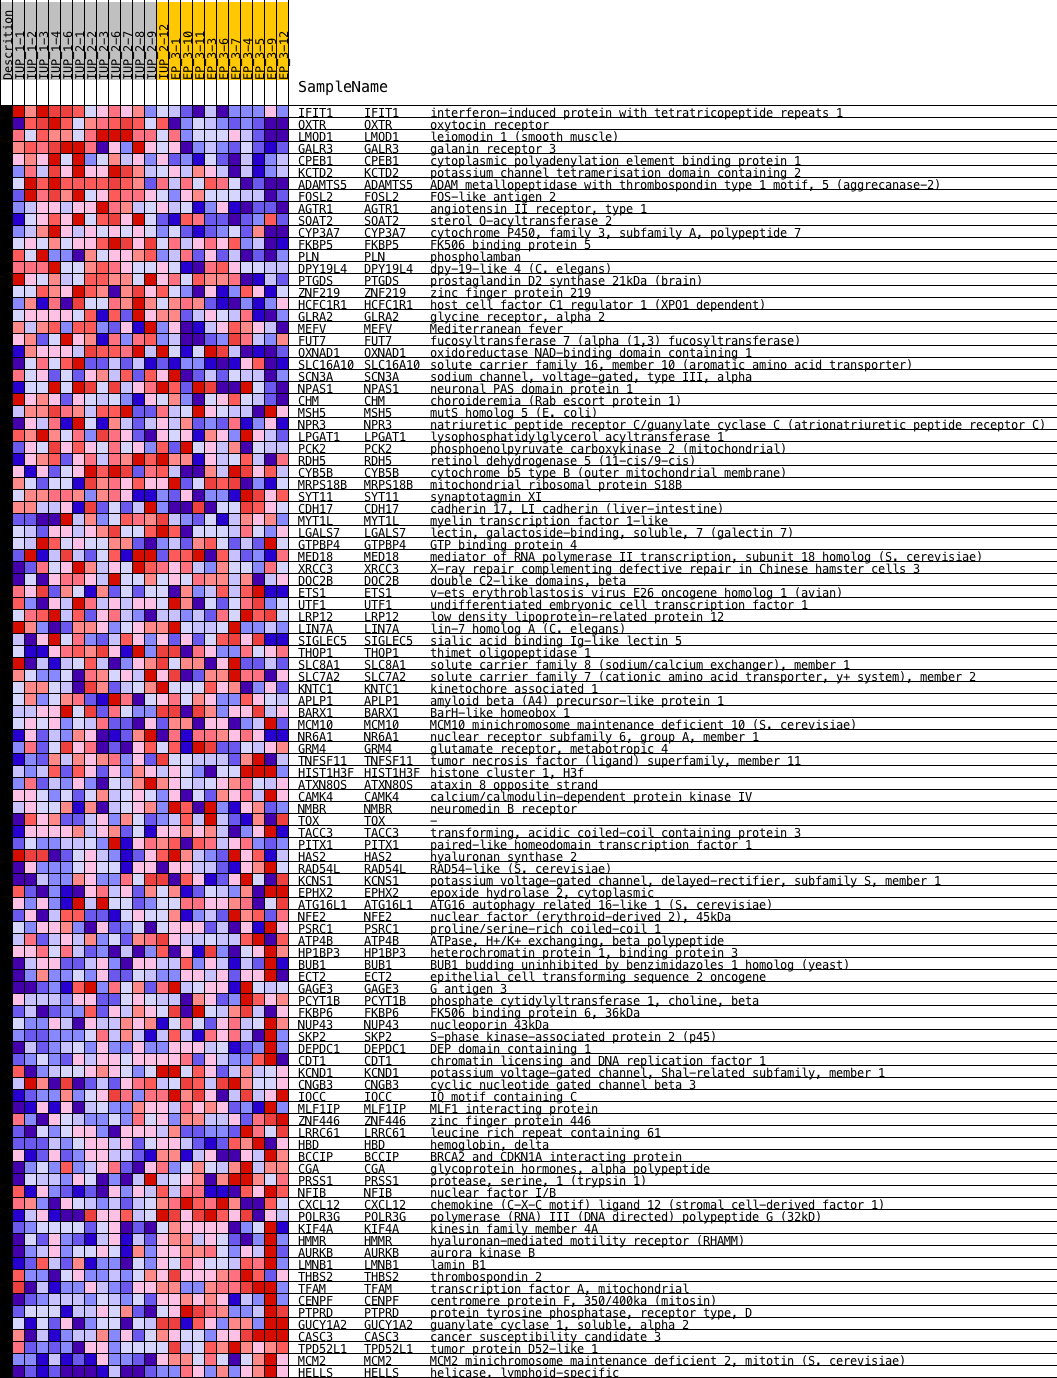 Descrition
IUP_1-1
IUP_1-2
IUP_1-3
IUP_1-4
IUP_1-6
IUP_2-1
IUP_2-2
IUP_2-3
IUP_2-6
IUP_2-7
IUP_2-8
IUP_2-9
IUP_2-12
EP_3-1
EP_3-10
EP_3-11
EP_3-3
EP_3-6
EP_3-7
EP_3-4
EP_3-5
EP_3-9
EP_3-12
SampleName
IFIT1 IFIT1 interferon-induced protein with tetratricopeptide repeats 1
OXTR OXTR oxytocin receptor
LMOD1 LMOD1 leiomodin 1 (smooth muscle)
GALR3 GALR3 galanin receptor 3
CPEB1 CPEB1 cytoplasmic polyadenylation element binding protein 1
KCTD2 KCTD2 potassium channel tetramerisation domain containing 2
ADAMTS5 ADAMTS5 ADAM metallopeptidase with thrombospondin type 1 motif, 5 (aggrecanase-2)
FOSL2 FOSL2 FOS-like antigen 2
AGTR1 AGTR1 angiotensin II receptor, type 1
SOAT2 SOAT2 sterol O-acyltransferase 2
CYP3A7 CYP3A7 cytochrome P450, family 3, subfamily A, polypeptide 7
FKBP5 FKBP5 FK506 binding protein 5
PLN PLN phospholamban
DPY19L4 DPY19L4 dpy-19-like 4 (C. elegans)
PTGDS PTGDS prostaglandin D2 synthase 21kDa (brain)
ZNF219 ZNF219 zinc finger protein 219
HCFC1R1 HCFC1R1 host cell factor C1 regulator 1 (XPO1 dependent)
GLRA2 GLRA2 glycine receptor, alpha 2
MEFV MEFV Mediterranean fever
FUT7 FUT7 fucosyltransferase 7 (alpha (1,3) fucosyltransferase)
OXNAD1 OXNAD1 oxidoreductase NAD-binding domain containing 1
SLC16A10 SLC16A10 solute carrier family 16, member 10 (aromatic amino acid transporter)
SCN3A SCN3A sodium channel, voltage-gated, type III, alpha
NPAS1 NPAS1 neuronal PAS domain protein 1
CHM CHM choroideremia (Rab escort protein 1)
MSH5 MSH5 mutS homolog 5 (E. coli)
NPR3 NPR3 natriuretic peptide receptor C/guanylate cyclase C (atrionatriuretic peptide receptor C)
LPGAT1 LPGAT1 lysophosphatidylglycerol acyltransferase 1
PCK2 PCK2 phosphoenolpyruvate carboxykinase 2 (mitochondrial)
RDH5 RDH5 retinol dehydrogenase 5 (11-cis/9-cis)
CYB5B CYB5B cytochrome b5 type B (outer mitochondrial membrane)
MRPS18B MRPS18B mitochondrial ribosomal protein S18B
SYT11 SYT11 synaptotagmin XI
CDH17 CDH17 cadherin 17, LI cadherin (liver-intestine)
MYT1L MYT1L myelin transcription factor 1-like
LGALS7 LGALS7 lectin, galactoside-binding, soluble, 7 (galectin 7)
GTPBP4 GTPBP4 GTP binding protein 4
MED18 MED18 mediator of RNA polymerase II transcription, subunit 18 homolog (S. cerevisiae)
XRCC3 XRCC3 X-ray repair complementing defective repair in Chinese hamster cells 3
DOC2B DOC2B double C2-like domains, beta
ETS1 ETS1 v-ets erythroblastosis virus E26 oncogene homolog 1 (avian)
UTF1 UTF1 undifferentiated embryonic cell transcription factor 1
LRP12 LRP12 low density lipoprotein-related protein 12
LIN7A LIN7A lin-7 homolog A (C. elegans)
SIGLEC5 SIGLEC5 sialic acid binding Ig-like lectin 5
THOP1 THOP1 thimet oligopeptidase 1
SLC8A1 SLC8A1 solute carrier family 8 (sodium/calcium exchanger), member 1
SLC7A2 SLC7A2 solute carrier family 7 (cationic amino acid transporter, y+ system), member 2
KNTC1 KNTC1 kinetochore associated 1
APLP1 APLP1 amyloid beta (A4) precursor-like protein 1
BARX1 BARX1 BarH-like homeobox 1
MCM10 MCM10 MCM10 minichromosome maintenance deficient 10 (S. cerevisiae)
NR6A1 NR6A1 nuclear receptor subfamily 6, group A, member 1
GRM4 GRM4 glutamate receptor, metabotropic 4
TNFSF11 TNFSF11 tumor necrosis factor (ligand) superfamily, member 11
HIST1H3F HIST1H3F histone cluster 1, H3f
ATXN8OS ATXN8OS ataxin 8 opposite strand
CAMK4 CAMK4 calcium/calmodulin-dependent protein kinase IV
NMBR NMBR neuromedin B receptor
TOX TOX -
TACC3 TACC3 transforming, acidic coiled-coil containing protein 3
PITX1 PITX1 paired-like homeodomain transcription factor 1
HAS2 HAS2 hyaluronan synthase 2
RAD54L RAD54L RAD54-like (S. cerevisiae)
KCNS1 KCNS1 potassium voltage-gated channel, delayed-rectifier, subfamily S, member 1
EPHX2 EPHX2 epoxide hydrolase 2, cytoplasmic
ATG16L1 ATG16L1 ATG16 autophagy related 16-like 1 (S. cerevisiae)
NFE2 NFE2 nuclear factor (erythroid-derived 2), 45kDa
PSRC1 PSRC1 proline/serine-rich coiled-coil 1
ATP4B ATP4B ATPase, H+/K+ exchanging, beta polypeptide
HP1BP3 HP1BP3 heterochromatin protein 1, binding protein 3
BUB1 BUB1 BUB1 budding uninhibited by benzimidazoles 1 homolog (yeast)
ECT2 ECT2 epithelial cell transforming sequence 2 oncogene
GAGE3 GAGE3 G antigen 3
PCYT1B PCYT1B phosphate cytidylyltransferase 1, choline, beta
FKBP6 FKBP6 FK506 binding protein 6, 36kDa
NUP43 NUP43 nucleoporin 43kDa
SKP2 SKP2 S-phase kinase-associated protein 2 (p45)
DEPDC1 DEPDC1 DEP domain containing 1
CDT1 CDT1 chromatin licensing and DNA replication factor 1
KCND1 KCND1 potassium voltage-gated channel, Shal-related subfamily, member 1
CNGB3 CNGB3 cyclic nucleotide gated channel beta 3
IQCC IQCC IQ motif containing C
MLF1IP MLF1IP MLF1 interacting protein
ZNF446 ZNF446 zinc finger protein 446
LRRC61 LRRC61 leucine rich repeat containing 61
HBD HBD hemoglobin, delta
BCCIP BCCIP BRCA2 and CDKN1A interacting protein
CGA CGA glycoprotein hormones, alpha polypeptide
PRSS1 PRSS1 protease, serine, 1 (trypsin 1)
NFIB NFIB nuclear factor I/B
CXCL12 CXCL12 chemokine (C-X-C motif) ligand 12 (stromal cell-derived factor 1)
POLR3G POLR3G polymerase (RNA) III (DNA directed) polypeptide G (32kD)
KIF4A KIF4A kinesin family member 4A
HMMR HMMR hyaluronan-mediated motility receptor (RHAMM)
AURKB AURKB aurora kinase B
LMNB1 LMNB1 lamin B1
THBS2 THBS2 thrombospondin 2
TFAM TFAM transcription factor A, mitochondrial
CENPF CENPF centromere protein F, 350/400ka (mitosin)
PTPRD PTPRD protein tyrosine phosphatase, receptor type, D
GUCY1A2 GUCY1A2 guanylate cyclase 1, soluble, alpha 2
CASC3 CASC3 cancer susceptibility candidate 3
TPD52L1 TPD52L1 tumor protein D52-like 1
MCM2 MCM2 MCM2 minichromosome maintenance deficient 2, mitotin (S. cerevisiae)
HELLS HELLS helicase, lymphoid-specific